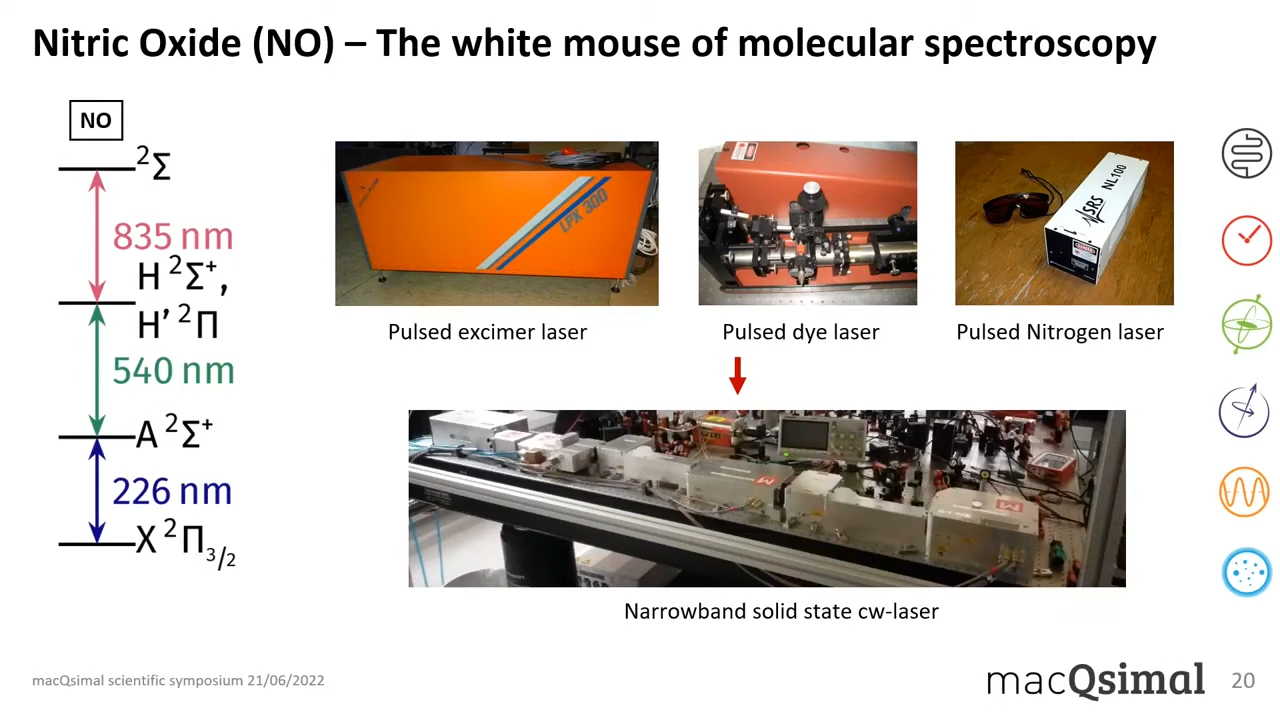 Nitric Oxide (NO) – The white mouse of molecular spectroscopy
NO
²Σ
835 nm
H ²Σ⁺,
H’ ²Π
540 nm
A ²Σ⁺
226 nm
X ²Π₃/₂
LPX 300
SRS NL100
Pulsed excimer laser
Pulsed dye laser
Pulsed Nitrogen laser
Narrowband solid state cw-laser
macQsimal scientific symposium 21/06/2022
macQsimal
20